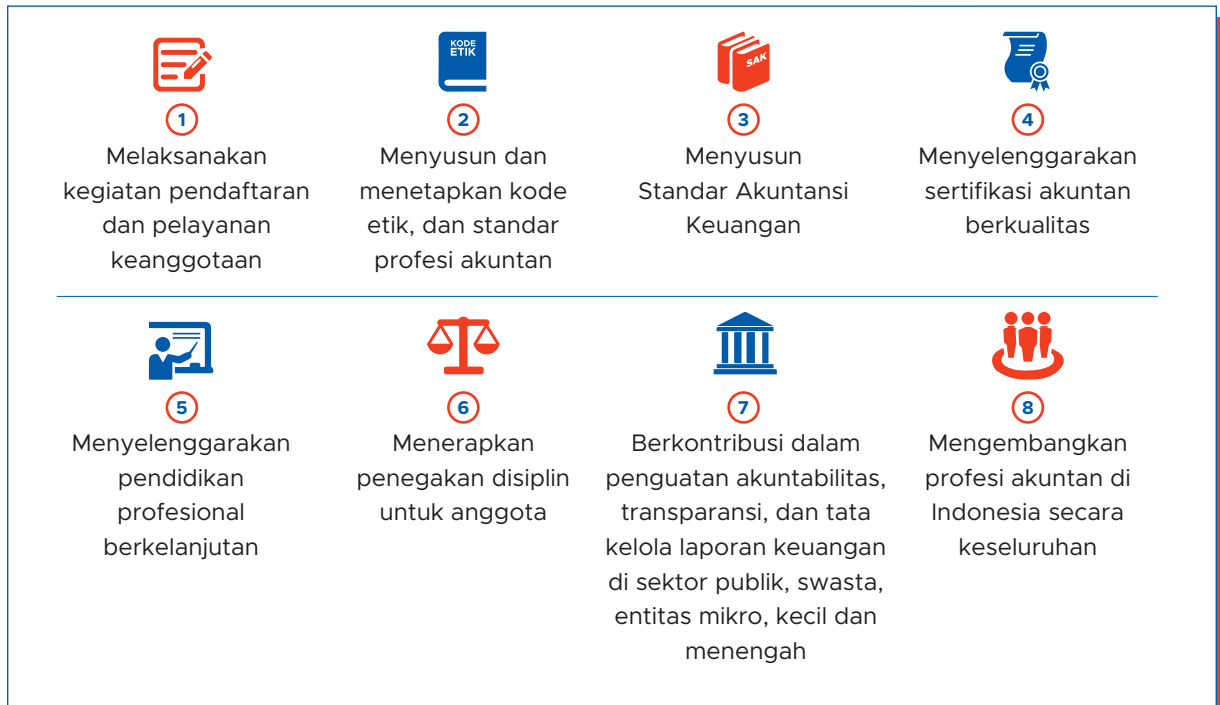 KODE
ETIK
SAK
1
Melaksanakan
kegiatan pendaftaran
dan pelayanan
keanggotaan
2
Menyusun dan
menetapkan kode
etik, dan standar
profesi akuntan
3
Menyusun
Standar Akuntansi
Keuangan
4
Menyelenggarakan
sertifikasi akuntan
berkualitas
5
Menyelenggarakan
pendidikan
profesional
berkelanjutan
6
Menerapkan
penegakan disiplin
untuk anggota
7
Berkontribusi dalam
penguatan akuntabilitas,
transparansi, dan tata
kelola laporan keuangan
di sektor publik, swasta,
entitas mikro, kecil dan
menengah
8
Mengembangkan
profesi akuntan di
Indonesia secara
keseluruhan